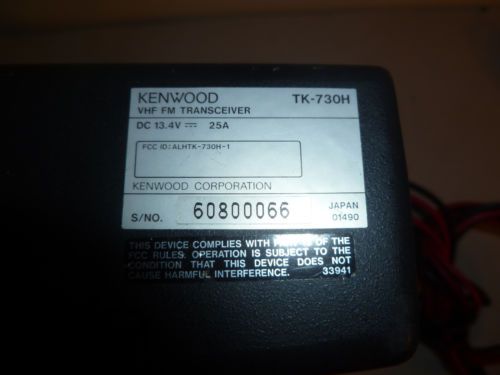 KENWOOD TK-730H
VHF FM TRANSCEIVER
DC 13.4V ⎓ 25A
FCC ID: ALHTK-730H-1
KENWOOD CORPORATION
S/NO. 60800066 JAPAN 01490
THIS DEVICE COMPLIES WITH PART 15 OF THE
FCC RULES. OPERATION IS SUBJECT TO THE
CONDITION THAT THIS DEVICE DOES NOT
CAUSE HARMFUL INTERFERENCE. 33941